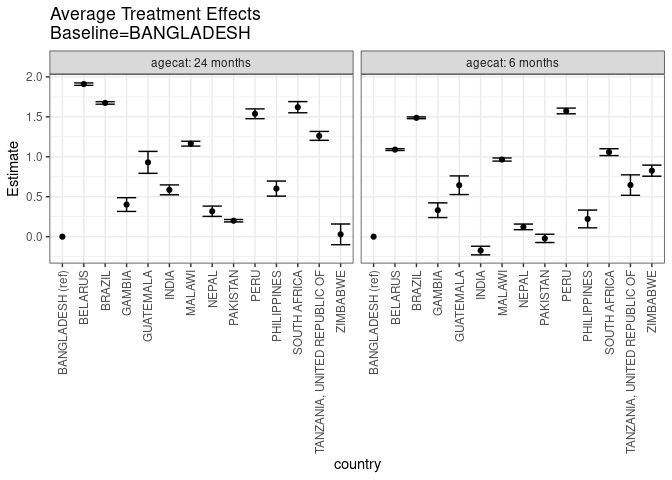 Average Treatment Effects
Baseline=BANGLADESH
agecat: 24 months
agecat: 6 months
Estimate
2.0
1.5
1.0
0.5
0.0
BANGLADESH (ref)
BELARUS
BRAZIL
GAMBIA
GUATEMALA
INDIA
MALAWI
NEPAL
PAKISTAN
PERU
PHILIPPINES
SOUTH AFRICA
TANZANIA, UNITED REPUBLIC OF
ZIMBABWE
BANGLADESH (ref)
BELARUS
BRAZIL
GAMBIA
GUATEMALA
INDIA
MALAWI
NEPAL
PAKISTAN
PERU
PHILIPPINES
SOUTH AFRICA
TANZANIA, UNITED REPUBLIC OF
ZIMBABWE
country